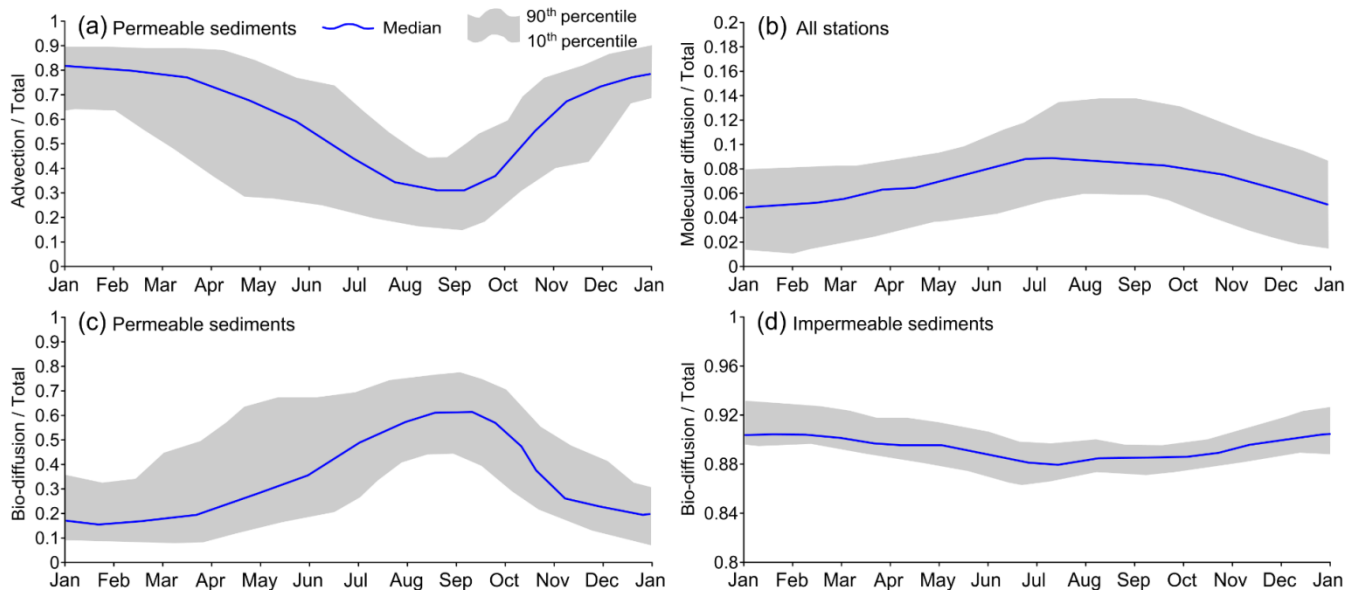 (a) Permeable sediments
Median
90th percentile
10th percentile
Advection / Total
1
0.9
0.8
0.7
0.6
0.5
0.4
0.3
0.2
0.1
0
Jan Feb Mar Apr May Jun Jul Aug Sep Oct Nov Dec Jan
(b) All stations
Molecular diffusion / Total
0.2
0.18
0.16
0.14
0.12
0.1
0.08
0.06
0.04
0.02
0
Jan Feb Mar Apr May Jun Jul Aug Sep Oct Nov Dec Jan
(c) Permeable sediments
Bio-diffusion / Total
1
0.9
0.8
0.7
0.6
0.5
0.4
0.3
0.2
0.1
0
Jan Feb Mar Apr May Jun Jul Aug Sep Oct Nov Dec Jan
(d) Impermeable sediments
Bio-diffusion / Total
1
0.96
0.92
0.88
0.84
0.8
Jan Feb Mar Apr May Jun Jul Aug Sep Oct Nov Dec Jan